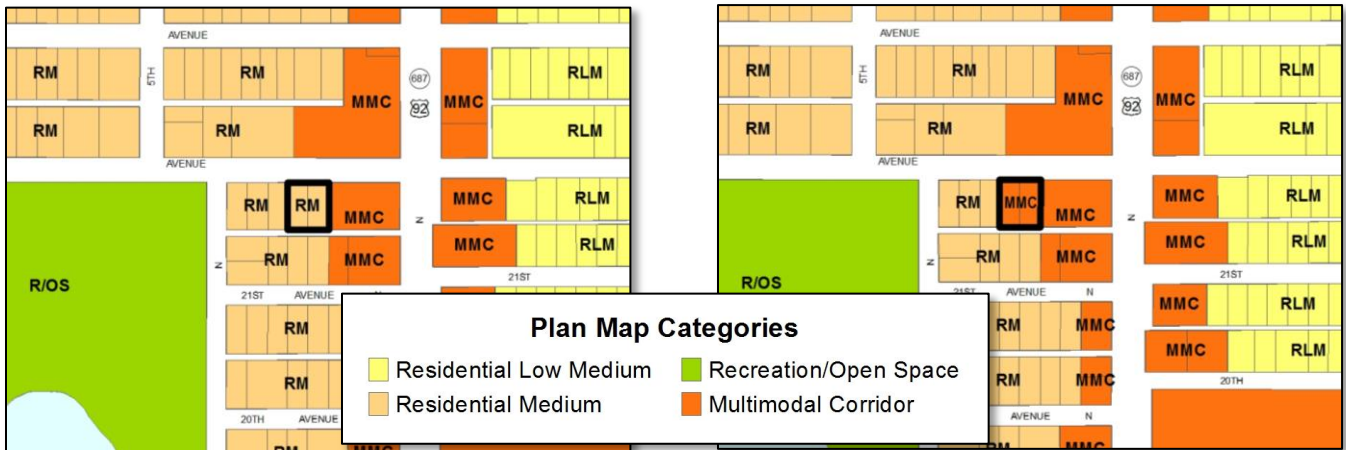 AVENUE
RM
5TH
RM
MMC
687
92
MMC
RLM
RM
RM
RLM
AVENUE
RM
RM
MMC
N
MMC
RLM
R/OS
N
RM
MMC
MMC
RLM
21ST
21ST AVENUE N
RM
RM
20TH AVENUE
RM
AVENUE
RM
5TH
RM
MMC
687
92
MMC
RLM
RM
RM
RLM
AVENUE
RM
MMC
MMC
N
MMC
RLM
R/OS
N
RM
MMC
MMC
RLM
21ST
21ST AVENUE N
RM
MMC
MMC
RLM
RM
MMC
MMC
RLM
20TH
AVENUE N
RM
MMC
Plan Map Categories
Residential Low Medium
Recreation/Open Space
Residential Medium
Multimodal Corridor